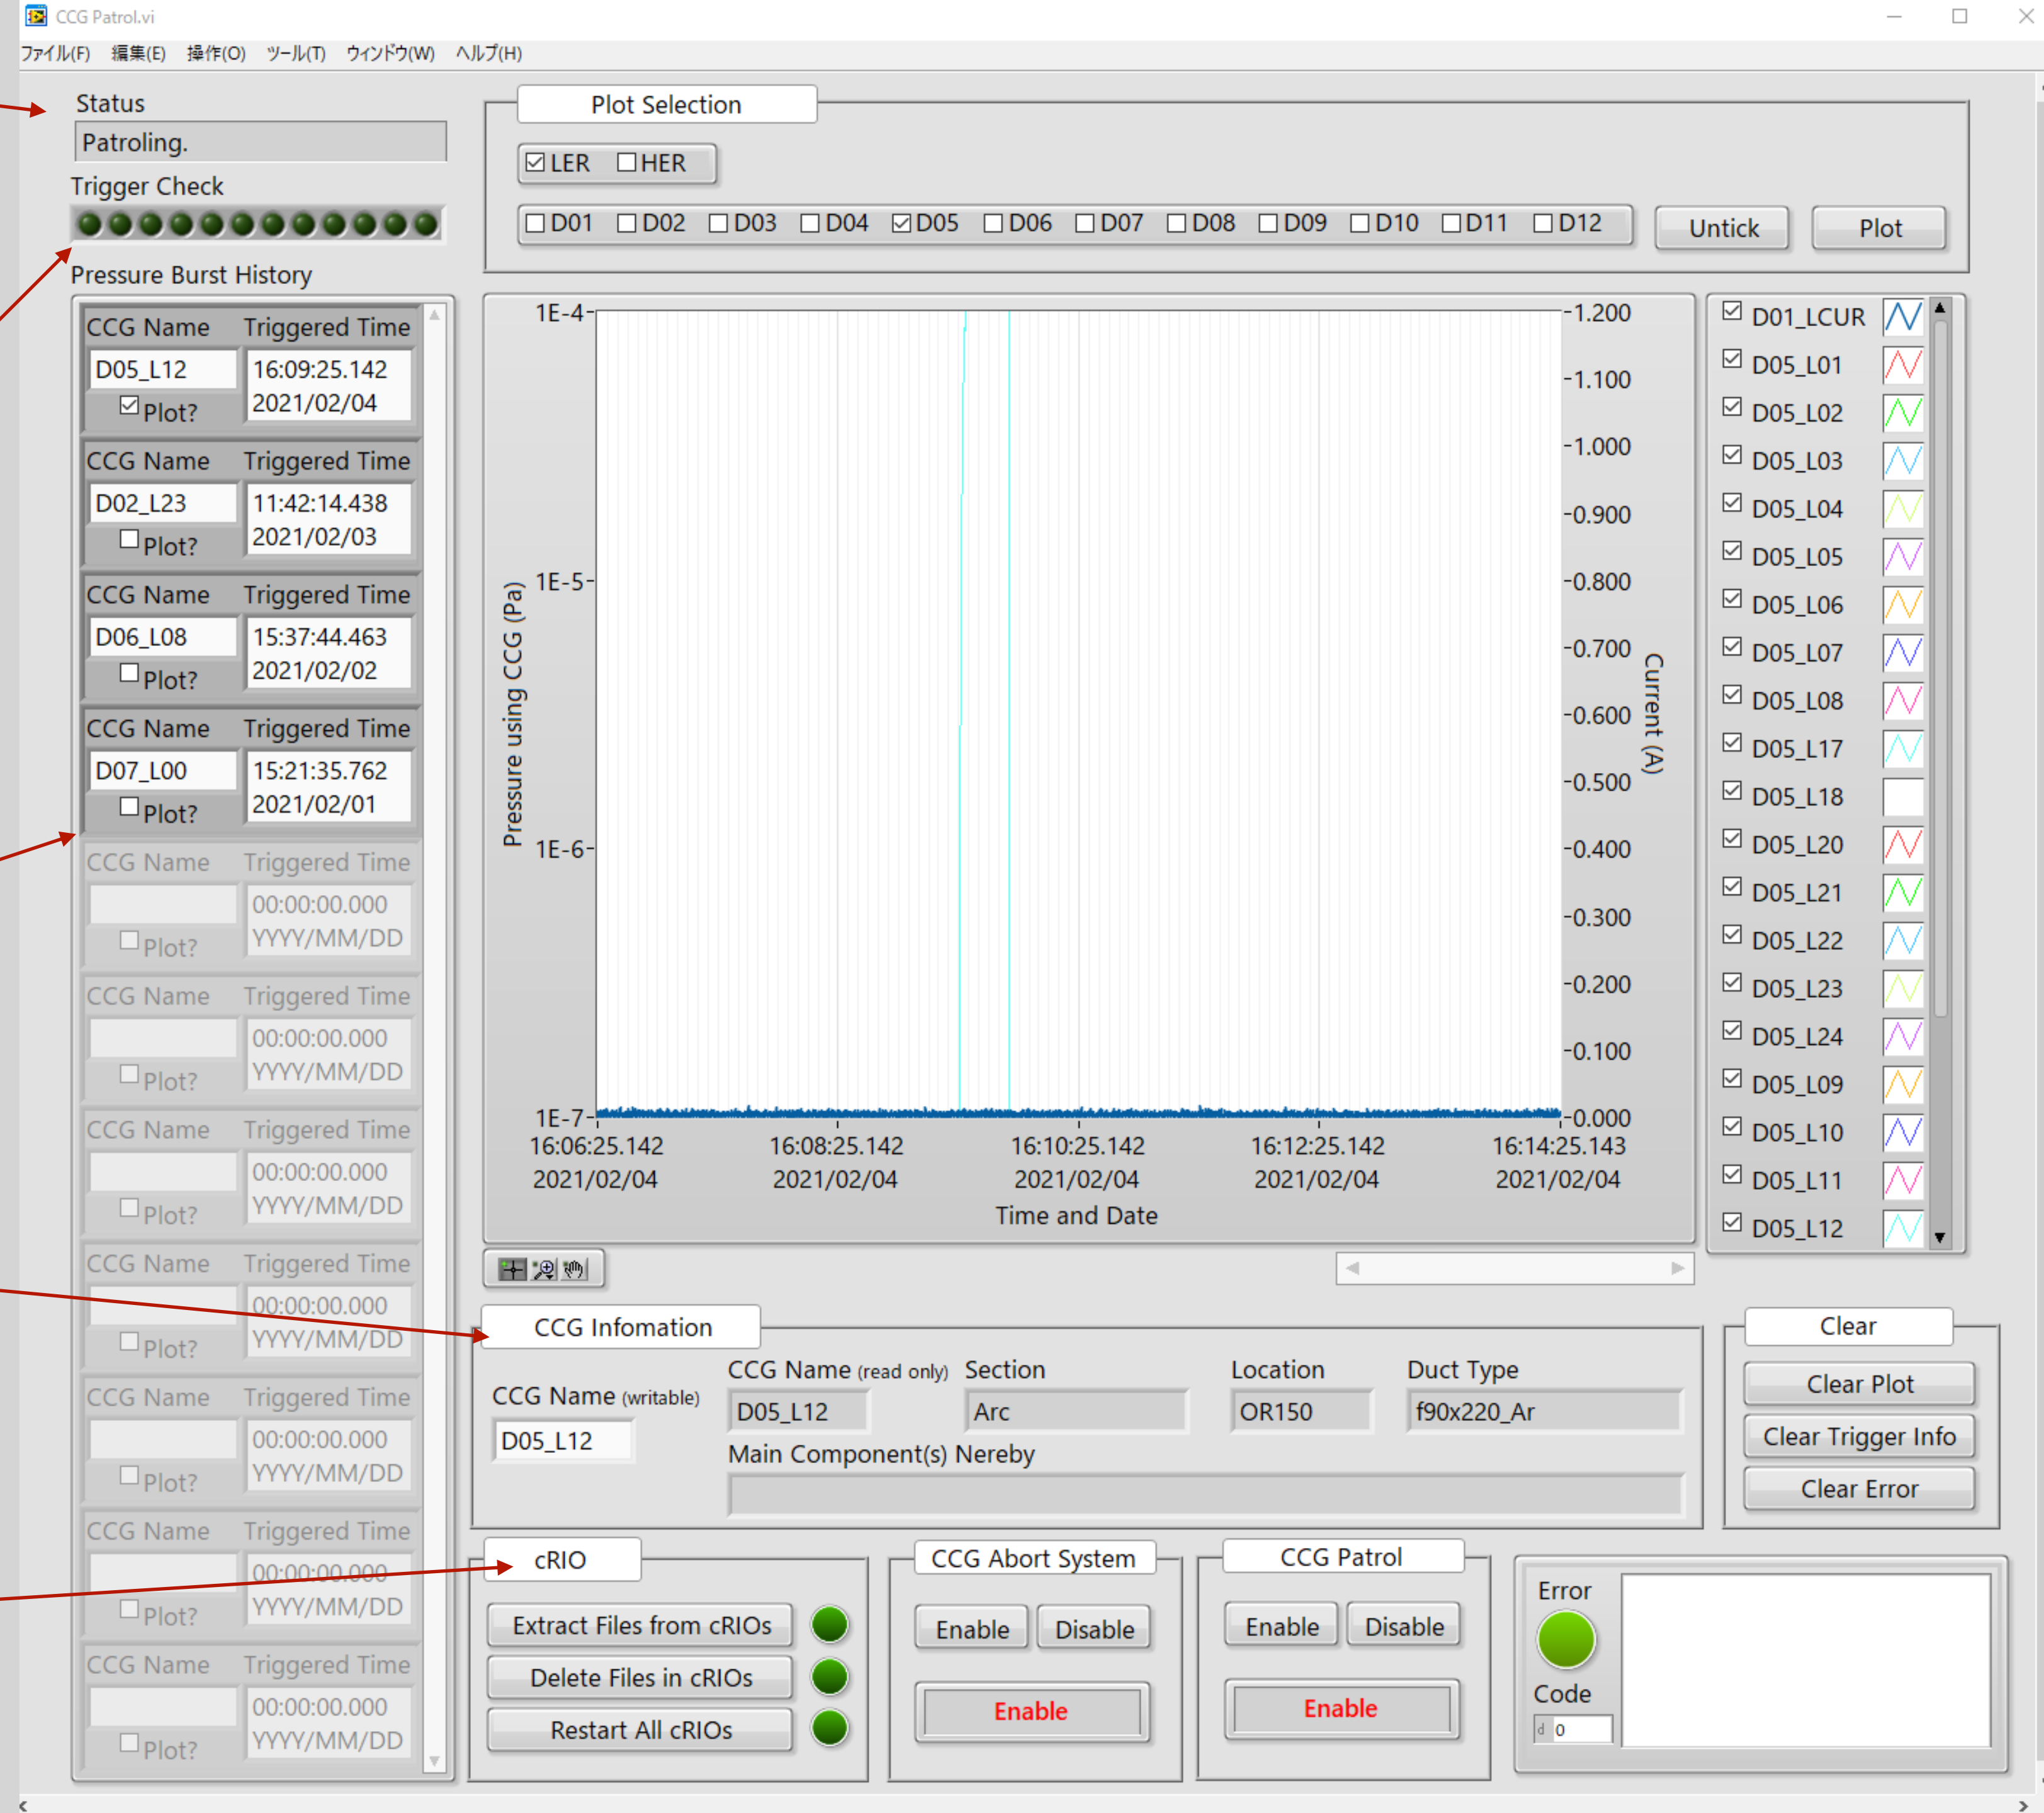 CCG Patrol.vi
ファイル(F) 編集(E) 操作(O) ツール(T) ウィンドウ(W) ヘルプ(H)
Status
Patroling.
Trigger Check
Pressure Burst History
CCG Name Triggered Time
D05_L12 16:09:25.142
Plot? 2021/02/04
CCG Name Triggered Time
D02_L23 11:42:14.438
Plot? 2021/02/03
CCG Name Triggered Time
D06_L08 15:37:44.463
Plot? 2021/02/02
CCG Name Triggered Time
D07_L00 15:21:35.762
Plot? 2021/02/01
CCG Name Triggered Time
00:00:00.000
Plot? YYYY/MM/DD
CCG Name Triggered Time
00:00:00.000
Plot? YYYY/MM/DD
CCG Name Triggered Time
00:00:00.000
Plot? YYYY/MM/DD
CCG Name Triggered Time
00:00:00.000
Plot? YYYY/MM/DD
CCG Name Triggered Time
00:00:00.000
Plot? YYYY/MM/DD
CCG Name Triggered Time
00:00:00.000
Plot? YYYY/MM/DD
CCG Name Triggered Time
00:00:00.000
Plot? YYYY/MM/DD
Plot Selection
LER HER
D01 D02 D03 D04 D05 D06 D07 D08 D09 D10 D11 D12
Untick Plot
Pressure using CCG (Pa)
1E-4
1E-5
1E-6
1E-7
1.200
1.100
1.000
0.900
0.800
0.700
0.600
0.500
0.400
0.300
0.200
0.100
0.000
Current (A)
16:06:25.142 16:08:25.142 16:10:25.142 16:12:25.142 16:14:25.143
2021/02/04 2021/02/04 2021/02/04 2021/02/04 2021/02/04
Time and Date
D01_LCUR
D05_L01
D05_L02
D05_L03
D05_L04
D05_L05
D05_L06
D05_L07
D05_L08
D05_L17
D05_L18
D05_L20
D05_L21
D05_L22
D05_L23
D05_L24
D05_L09
D05_L10
D05_L11
D05_L12
CCG Infomation
CCG Name (writable)
D05_L12
CCG Name (read only) Section Location Duct Type
D05_L12 Arc OR150 f90x220_Ar
Main Component(s) Nereby
Clear
Clear Plot
Clear Trigger Info
Clear Error
cRIO
Extract Files from cRIOs
Delete Files in cRIOs
Restart All cRIOs
CCG Abort System
Enable Disable
Enable
CCG Patrol
Enable Disable
Enable
Error
Code
d 0